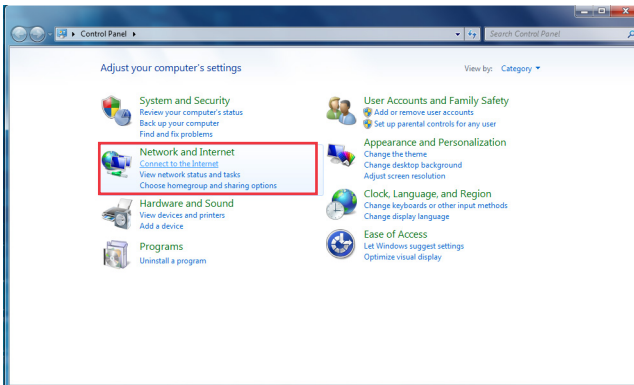 Control Panel
Search Control Panel
Adjust your computer's settings
View by: Category
System and Security
Review your computer's status
Back up your computer
Find and fix problems
Network and Internet
Connect to the Internet
View network status and tasks
Choose homegroup and sharing options
Hardware and Sound
View devices and printers
Add a device
Programs
Uninstall a program
User Accounts and Family Safety
Add or remove user accounts
Set up parental controls for any user
Appearance and Personalization
Change the theme
Change desktop background
Adjust screen resolution
Clock, Language, and Region
Change keyboards or other input methods
Change display language
Ease of Access
Let Windows suggest settings
Optimize visual display